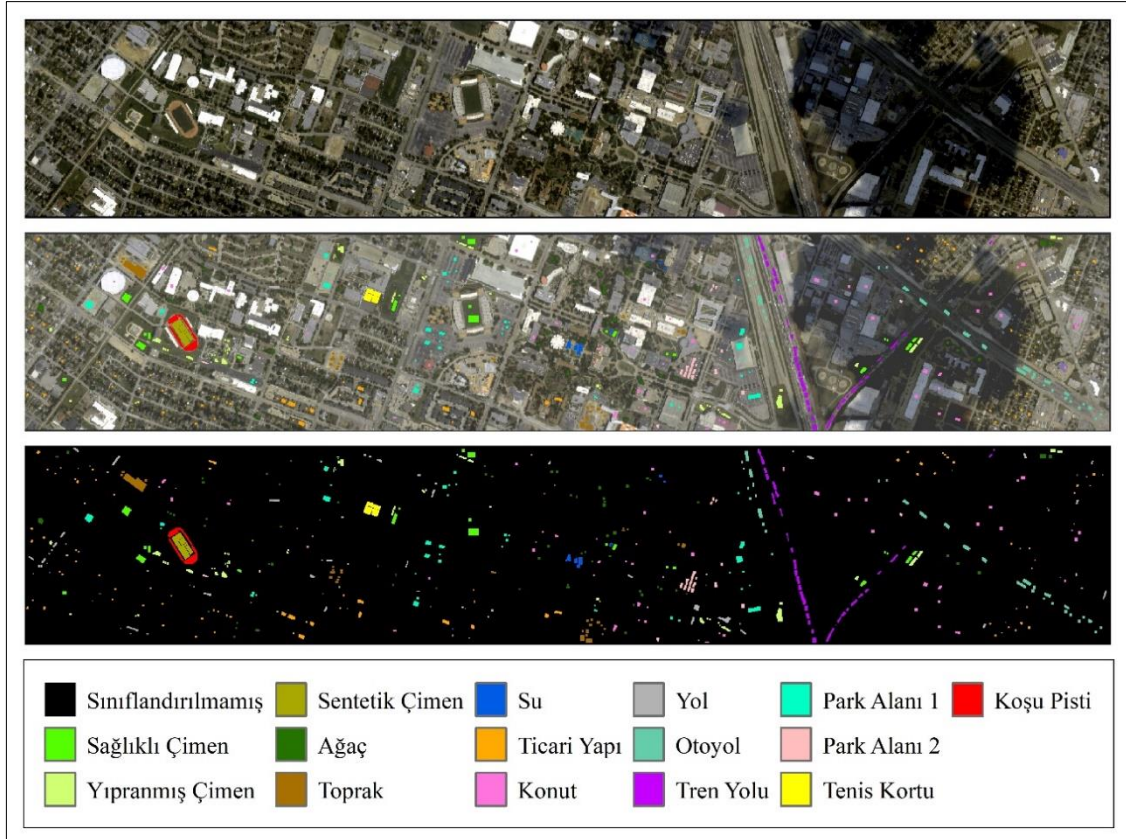 Sınıflandırılmamış
Sentetik Çimen
Su
Yol
Park Alanı 1
Koşu Pisti
Sağlıklı Çimen
Ağaç
Ticari Yapı
Otoyol
Park Alanı 2
Yıpranmış Çimen
Toprak
Konut
Tren Yolu
Tenis Kortu